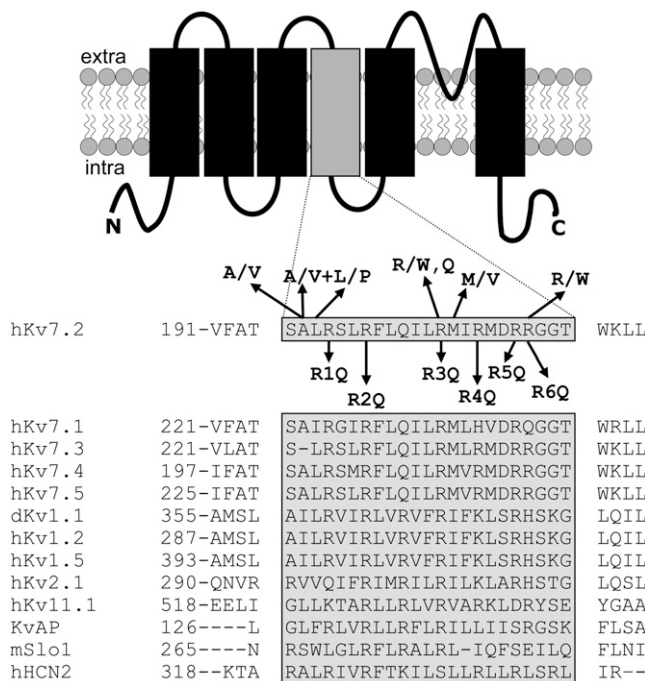 extra
intra
N
C
A/V A/V+L/P R/W,Q M/V R/W
hKv7.2 191-VFAT SALRSLRFLQILRMIRMDRRGGT WKLL
R1Q R2Q R3Q R4Q R5Q R6Q
hKv7.1 221-VFAT SAIRGIRFLQILRMLHVDRQGGT WRLL
hKv7.3 221-VLAT S-LRSLRFLQILRMLRMDRRGGT WKLL
hKv7.4 197-IFAT SALRSMRFLQILRMVRMDRRGGT WKLL
hKv7.5 225-IFAT SALRSLRFLQILRMVRMDRRGGT WKLL
dKv1.1 355-AMSL AILRVIRLVRVFRIFKLSRHSKG LQIL
hKv1.2 287-AMSL AILRVIRLVRVFRIFKLSRHSKG LQIL
hKv1.5 393-AMSL AILRVIRLVRVFRIFKLSRHSKG LQIL
hKv2.1 290-QNVR RVVQIFRIMRILRILKLARHSTG LQSL
hKv11.1 518-EELI GLLKTARLLRLVRVARKLDRYSE YGAA
KvAP 126----L GLFRLVRLLRFLRILLIISRGSK FLSA
mSlo1 265----N RSWLGLRFLRALRL-IQFSEILQ FLNI
hHCN2 318--KTA RALRIVRFTKILSLLRLLRLSRL IR--